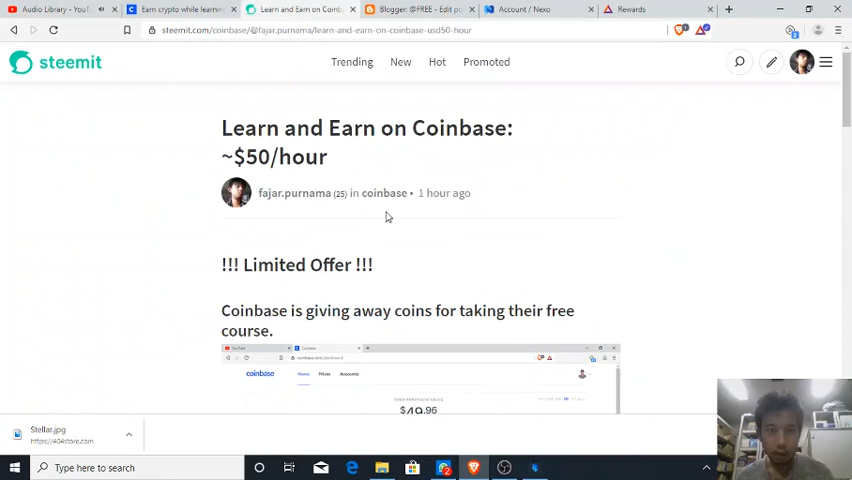 Audio Library — You
Earn crypto while learning
Learn and Earn on Coinba
Blogger: @FREE - Edit po
Account / Nexo
Rewards
steemit.com/coinbase/@fajar.purnama/learn-and-earn-on-coinbase-usd50-hour
steemit
Trending
New
Hot
Promoted
Learn and Earn on Coinbase:
~$50/hour
fajar.purnama (25) in coinbase • 1 hour ago
!!! Limited Offer !!!
Coinbase is giving away coins for taking their free
course.
YouTube
Coinbase
coinbase
Home
Prices
Accounts
$49.96
Stellar.jpg
https://404store.com
Type here to search